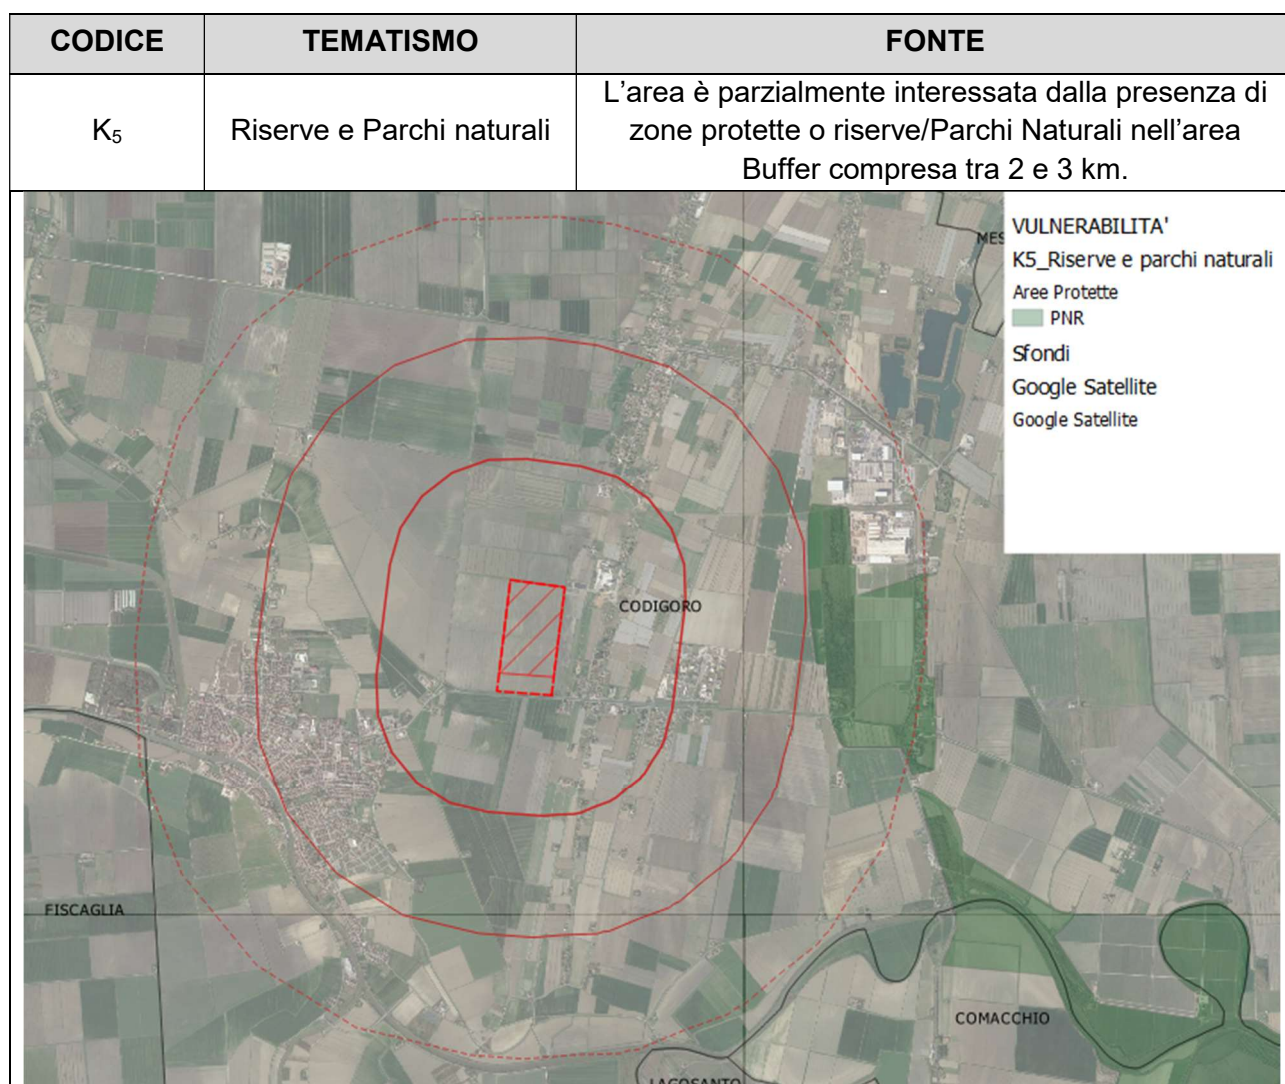 CODICE TEMATISMO FONTE
K5 Riserve e Parchi naturali
L’area è parzialmente interessata dalla presenza di
zone protette o riserve/Parchi Naturali nell’area
Buffer compresa tra 2 e 3 km.
VULNERABILITA'
K5_Riserve e parchi naturali
Aree Protette
PNR
Sfondi
Google Satellite
Google Satellite
MES
CODIGORO
FISCAGLIA
COMACCHIO
LAGOSANTO